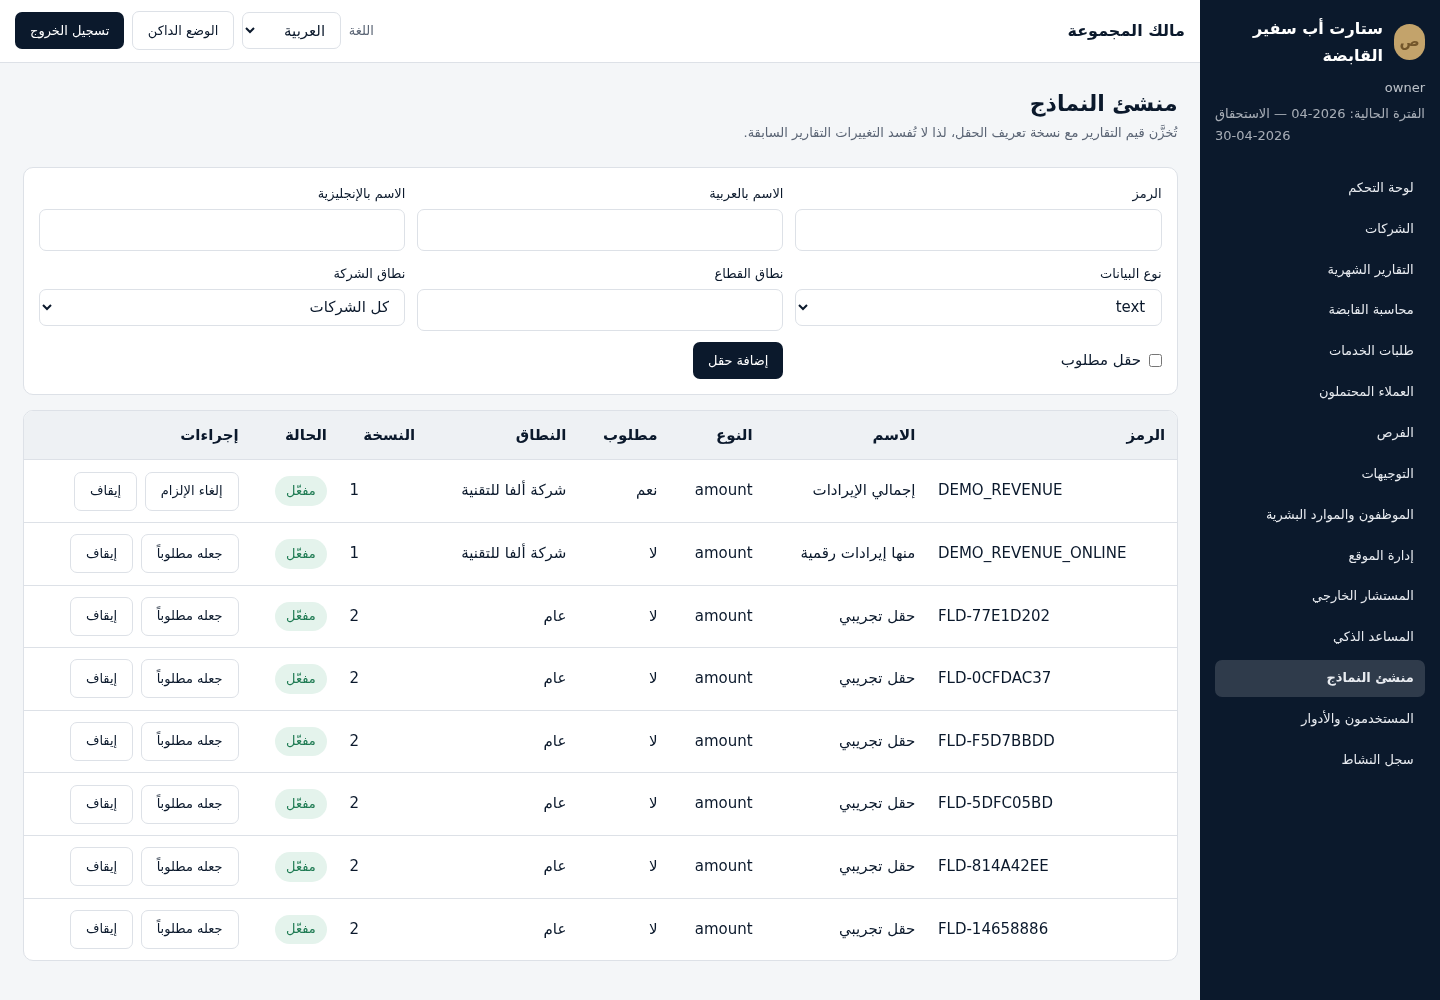 ص
ستارت أب سفير القابضة
owner
الفترة الحالية: 2026-04 — الاستحقاق
30-04-2026
لوحة التحكم
الشركات
التقارير الشهرية
محاسبة القابضة
طلبات الخدمات
العملاء المحتملون
الفرص
التوجيهات
الموظفون والموارد البشرية
إدارة الموقع
المستشار الخارجي
المساعد الذكي
منشئ النماذج
المستخدمون والأدوار
سجل النشاط
مالك المجموعة
اللغة العربية الوضع الداكن تسجيل الخروج
منشئ النماذج
تُخزَّن قيم التقارير مع نسخة تعريف الحقل، لذا لا تُفسد التغييرات التقارير السابقة.
الرمز الاسم بالعربية الاسم بالإنجليزية
نوع البيانات نطاق القطاع نطاق الشركة
text كل الشركات
حقل مطلوب إضافة حقل
الرمز الاسم النوع مطلوب النطاق النسخة الحالة إجراءات
DEMO_REVENUE إجمالي الإيرادات amount نعم شركة ألفا للتقنية 1 مفعّل إلغاء الإلزام إيقاف
DEMO_REVENUE_ONLINE منها إيرادات رقمية amount لا شركة ألفا للتقنية 1 مفعّل جعله مطلوباً إيقاف
FLD-77E1D202 حقل تجريبي amount لا عام 2 مفعّل جعله مطلوباً إيقاف
FLD-0CFDAC37 حقل تجريبي amount لا عام 2 مفعّل جعله مطلوباً إيقاف
FLD-F5D7BBDD حقل تجريبي amount لا عام 2 مفعّل جعله مطلوباً إيقاف
FLD-5DFC05BD حقل تجريبي amount لا عام 2 مفعّل جعله مطلوباً إيقاف
FLD-814A42EE حقل تجريبي amount لا عام 2 مفعّل جعله مطلوباً إيقاف
FLD-14658886 حقل تجريبي amount لا عام 2 مفعّل جعله مطلوباً إيقاف